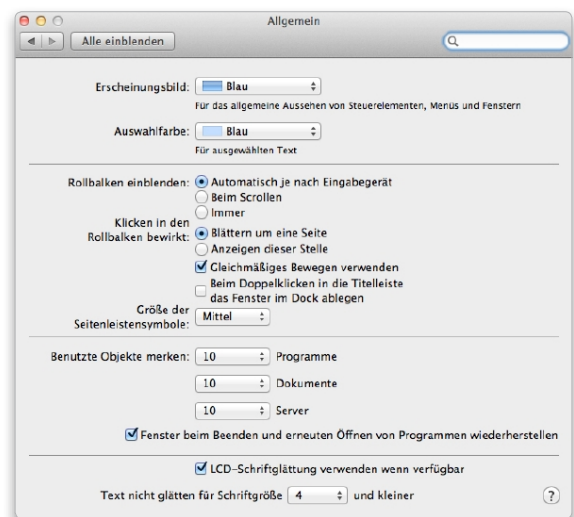 Allgemein
Alle einblenden
Erscheinungsbild: Blau
Für das allgemeine Aussehen von Steuerelementen, Menüs und Fenstern
Auswahlfarbe: Blau
Für ausgewählten Text
Rollbalken einblenden: Automatisch je nach Eingabegerät
Beim Scrollen
Immer
Klicken in den
Rollbalken bewirkt: Blättern um eine Seite
Anzeigen dieser Stelle
Gleichmäßiges Bewegen verwenden
Beim Doppelklicken in die Titelleiste
das Fenster im Dock ablegen
Größe der
Seitenleistensymbole: Mittel
Benutzte Objekte merken: 10 Programme
10 Dokumente
10 Server
Fenster beim Beenden und erneuten Öffnen von Programmen wiederherstellen
LCD-Schriftglättung verwenden wenn verfügbar
Text nicht glätten für Schriftgröße 4 und kleiner ?